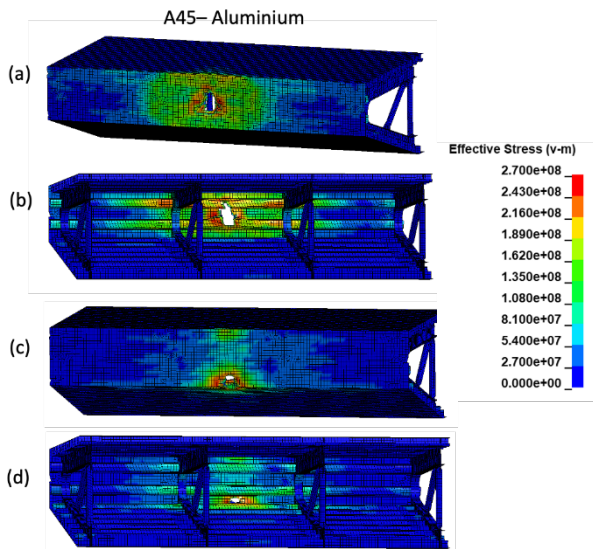 A45– Aluminium
(a)
(b)
(c)
(d)
Effective Stress (v-m)
2.700e+08
2.430e+08
2.160e+08
1.890e+08
1.620e+08
1.350e+08
1.080e+08
8.100e+07
5.400e+07
2.700e+07
0.000e+00